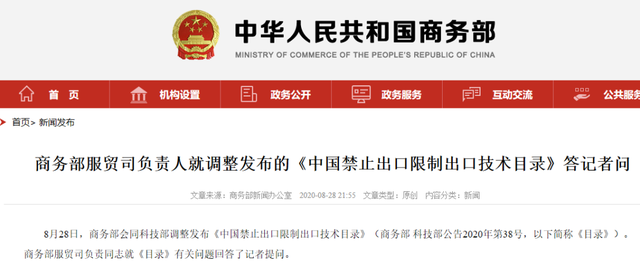 中华人民共和国商务部
MINISTRY OF COMMERCE OF THE PEOPLE'S REPUBLIC OF CHINA
首页 机构设置 政务公开 政务服务 互动交流 公共服务
首页> 新闻发布
商务部服贸司负责人就调整发布的《中国禁止出口限制出口技术目录》答记者问
文章来源：商务部新闻办公室 2020-08-28 21:55 文章类型：原创 内容分类：新闻
8月28日，商务部会同科技部调整发布《中国禁止出口限制出口技术目录》（商务部 科技部公告2020年第38号，以下简称《目录》）。
商务部服贸司负责同志就《目录》有关问题回答了记者提问。